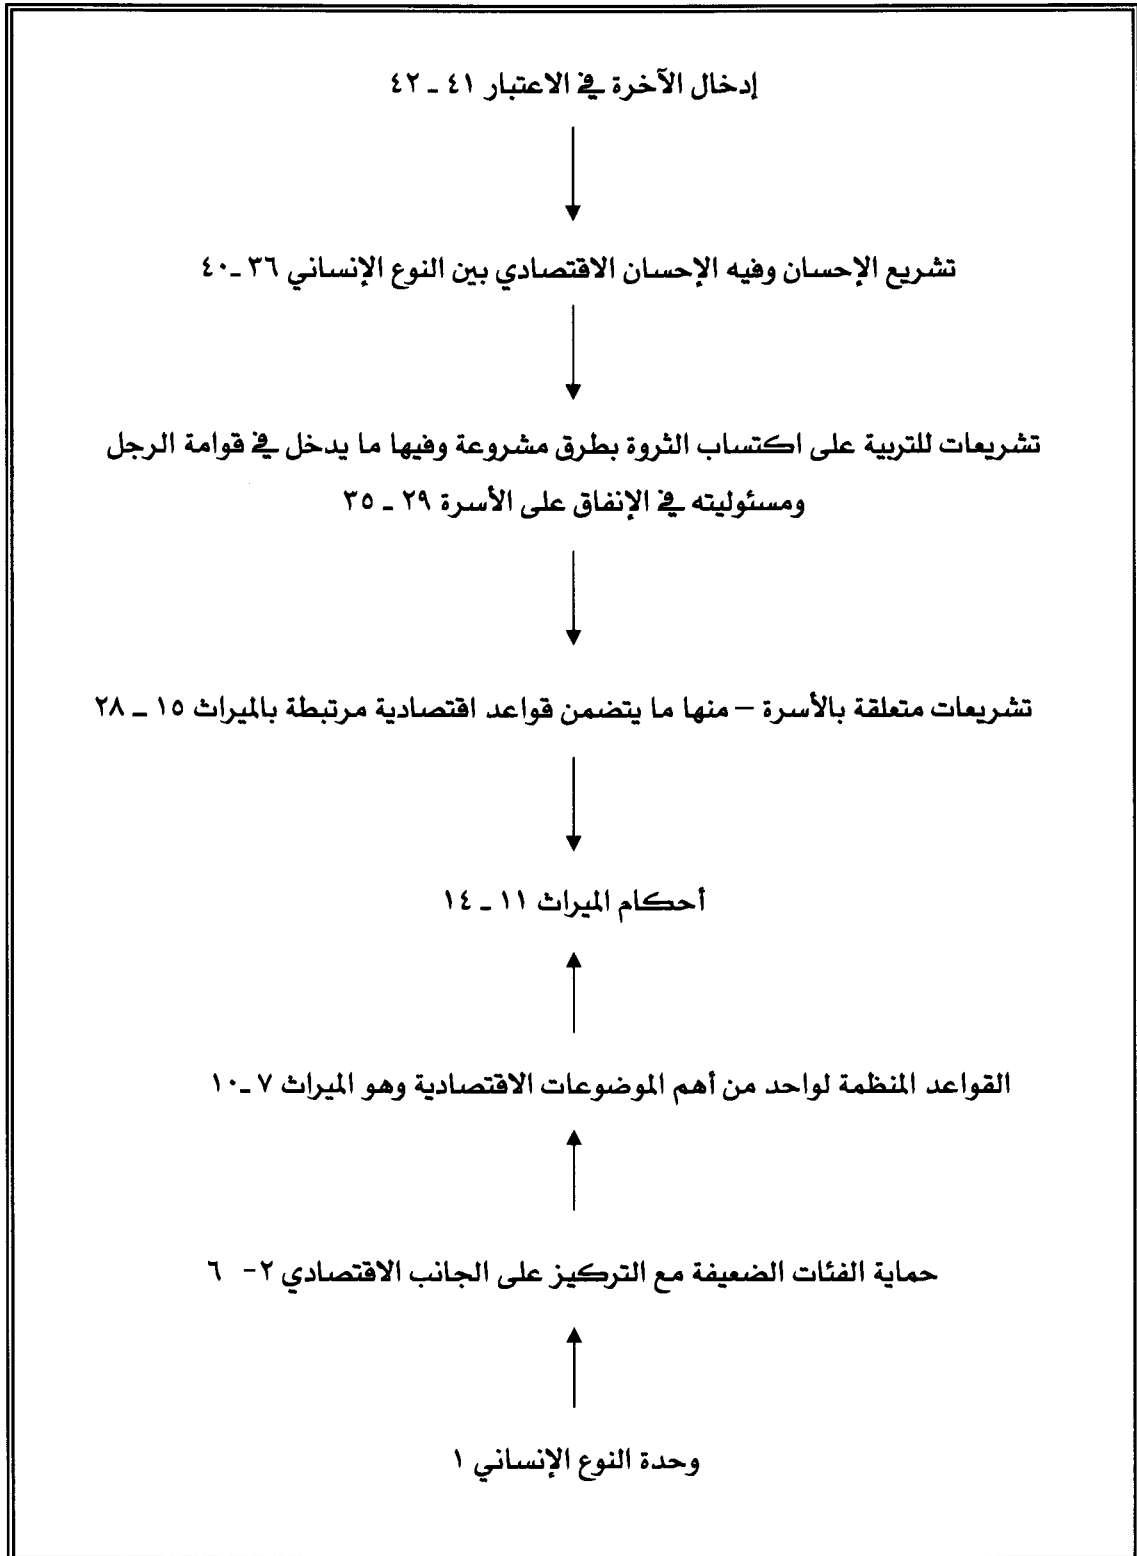 إدخال الآخرة في الاعتبار ٤١ ـ ٤٢
تشريع الإحسان وفيه الإحسان الاقتصادي بين النوع الإنساني ٣٦ ـ٤٠
تشريعات للتربية على اكتساب الثروة بطرق مشروعة وفيها ما يدخل في قوامة الرجل
ومسئوليته في الإنفاق على الأسرة ٢٩ ـ ٣٥
تشريعات متعلقة بالأسرة – منها ما يتضمن قواعد اقتصادية مرتبطة بالميراث ١٥ ـ ٢٨
أحكام الميراث ١١ ـ ١٤
القواعد المنظمة لواحد من أهم الموضوعات الاقتصادية وهو الميراث ٧ ـ١٠
حماية الفئات الضعيفة مع التركيز على الجانب الاقتصادي ٢- ٦
وحدة النوع الإنساني ١